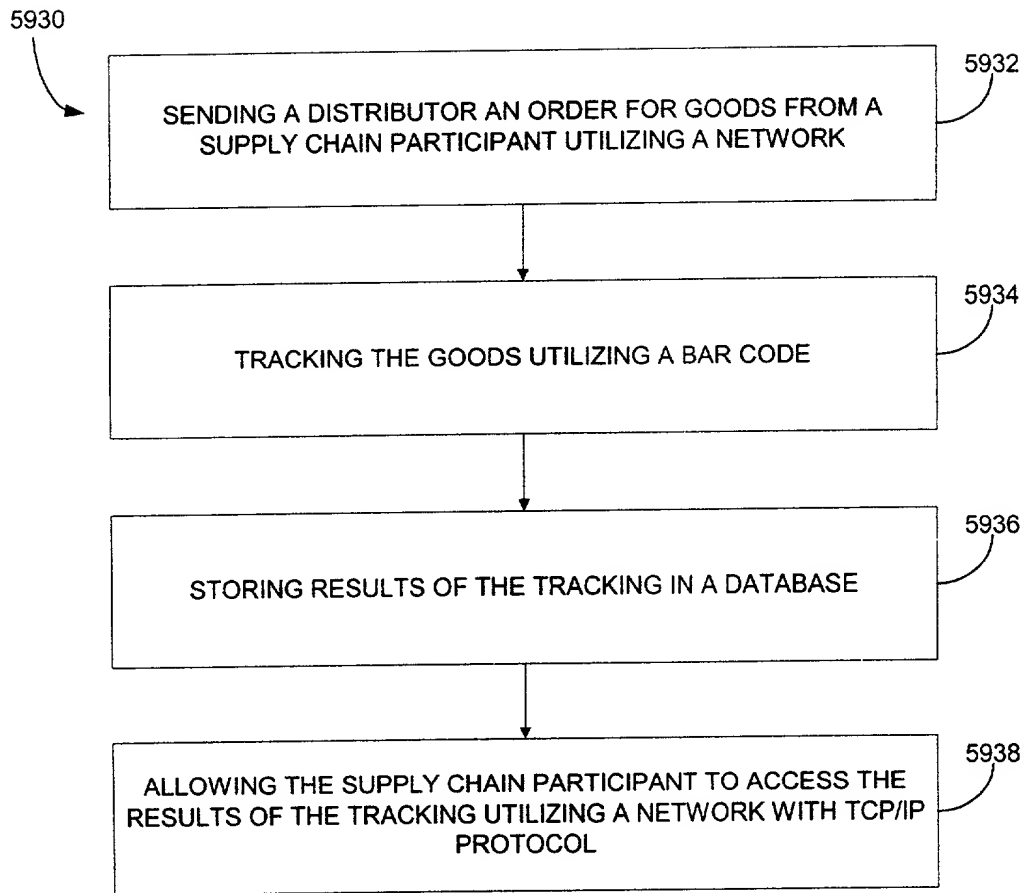 5930
5932
SENDING A DISTRIBUTOR AN ORDER FOR GOODS FROM A
SUPPLY CHAIN PARTICIPANT UTILIZING A NETWORK
5934
TRACKING THE GOODS UTILIZING A BAR CODE
5936
STORING RESULTS OF THE TRACKING IN A DATABASE
5938
ALLOWING THE SUPPLY CHAIN PARTICIPANT TO ACCESS THE
RESULTS OF THE TRACKING UTILIZING A NETWORK WITH TCP/IP
PROTOCOL